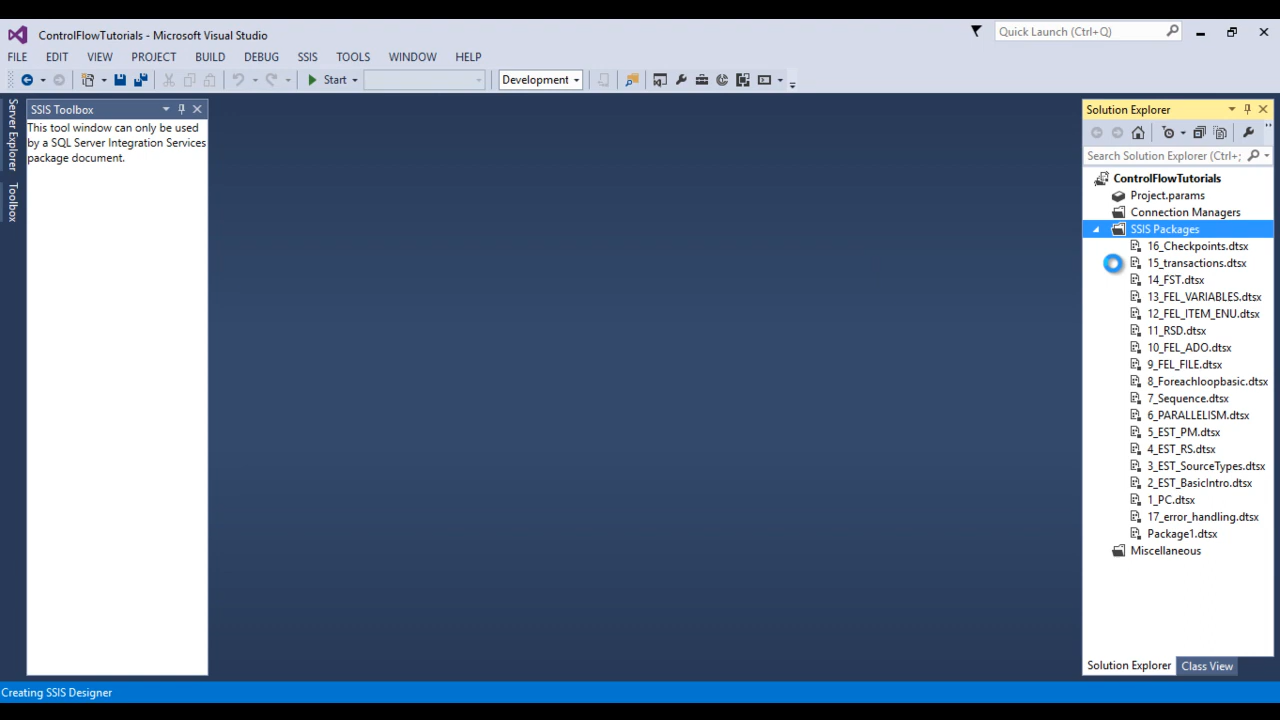 ControlFlowTutorials - Microsoft Visual Studio
Quick Launch (Ctrl+Q)
FILE EDIT VIEW PROJECT BUILD DEBUG SSIS TOOLS WINDOW HELP
Start
Development
Server Explorer
Toolbox
SSIS Toolbox
This tool window can only be used
by a SQL Server Integration Services
package document.
Solution Explorer
Search Solution Explorer (Ctrl+;
ControlFlowTutorials
Project.params
Connection Managers
SSIS Packages
16_Checkpoints.dtsx
15_transactions.dtsx
14_FST.dtsx
13_FEL_VARIABLES.dtsx
12_FEL_ITEM_ENU.dtsx
11_RSD.dtsx
10_FEL_ADO.dtsx
9_FEL_FILE.dtsx
8_Foreachloopbasic.dtsx
7_Sequence.dtsx
6_PARALLELISM.dtsx
5_EST_PM.dtsx
4_EST_RS.dtsx
3_EST_SourceTypes.dtsx
2_EST_BasicIntro.dtsx
1_PC.dtsx
17_error_handling.dtsx
Package1.dtsx
Miscellaneous
Solution Explorer Class View
Creating SSIS Designer